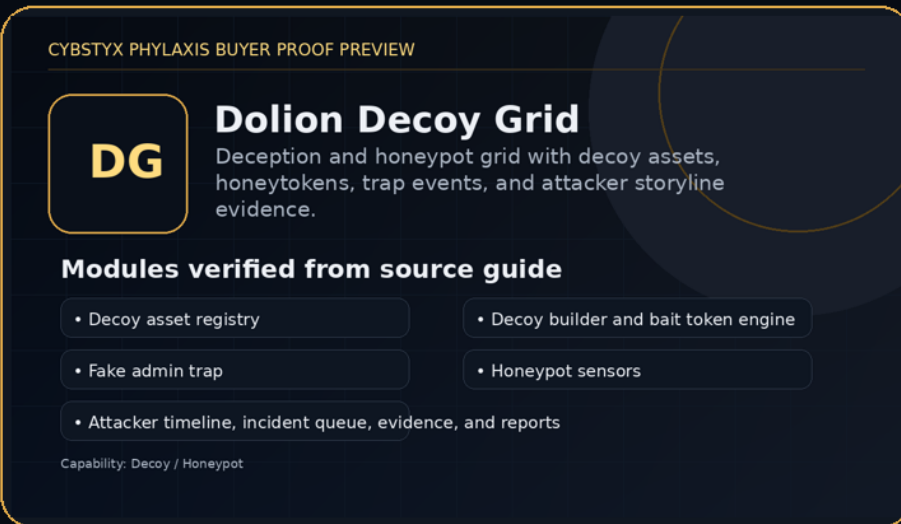 CYBSTYX PHYLAXIS BUYER PROOF PREVIEW
DG
Dolion Decoy Grid
Deception and honeypot grid with decoy assets,
honeytokens, trap events, and attacker storyline
evidence.
Modules verified from source guide
• Decoy asset registry
• Decoy builder and bait token engine
• Fake admin trap
• Honeypot sensors
• Attacker timeline, incident queue, evidence, and reports
Capability: Decoy / Honeypot